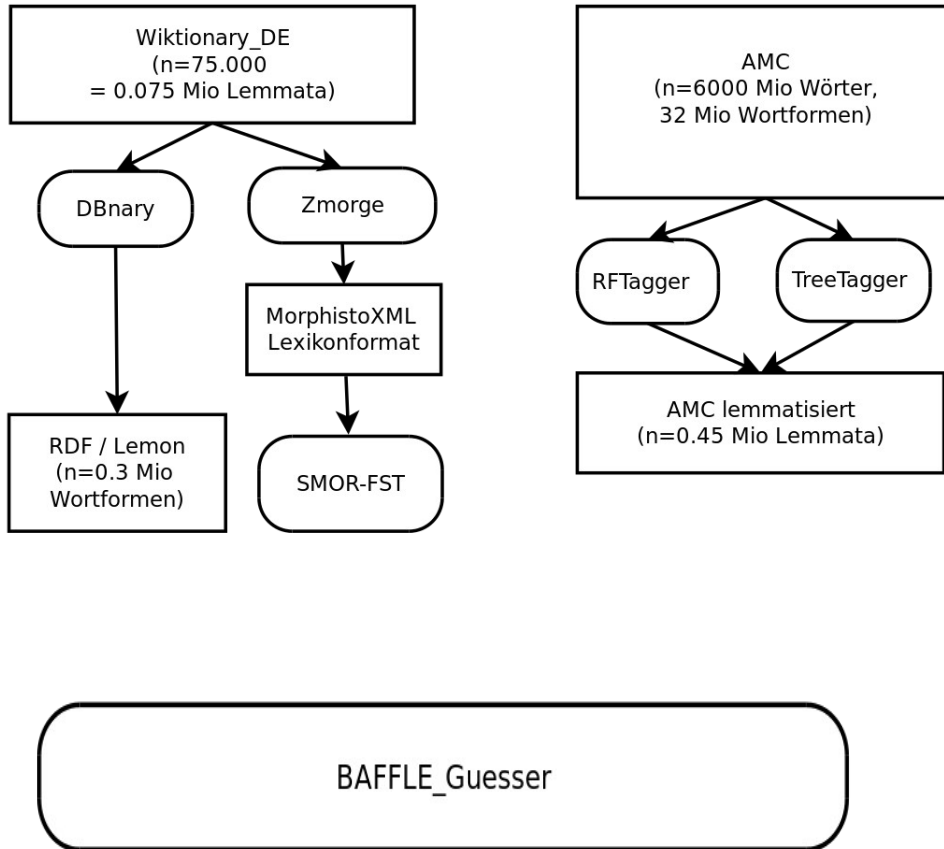 Wiktionary_DE
(n=75.000
= 0.075 Mio Lemmata)
AMC
(n=6000 Mio Wörter,
32 Mio Wortformen)
DBnary
Zmorge
RFTagger
TreeTagger
MorphistoXML
Lexikonformat
AMC lemmatisiert
(n=0.45 Mio Lemmata)
RDF / Lemon
(n=0.3 Mio
Wortformen)
SMOR-FST
BAFFLE_Guesser